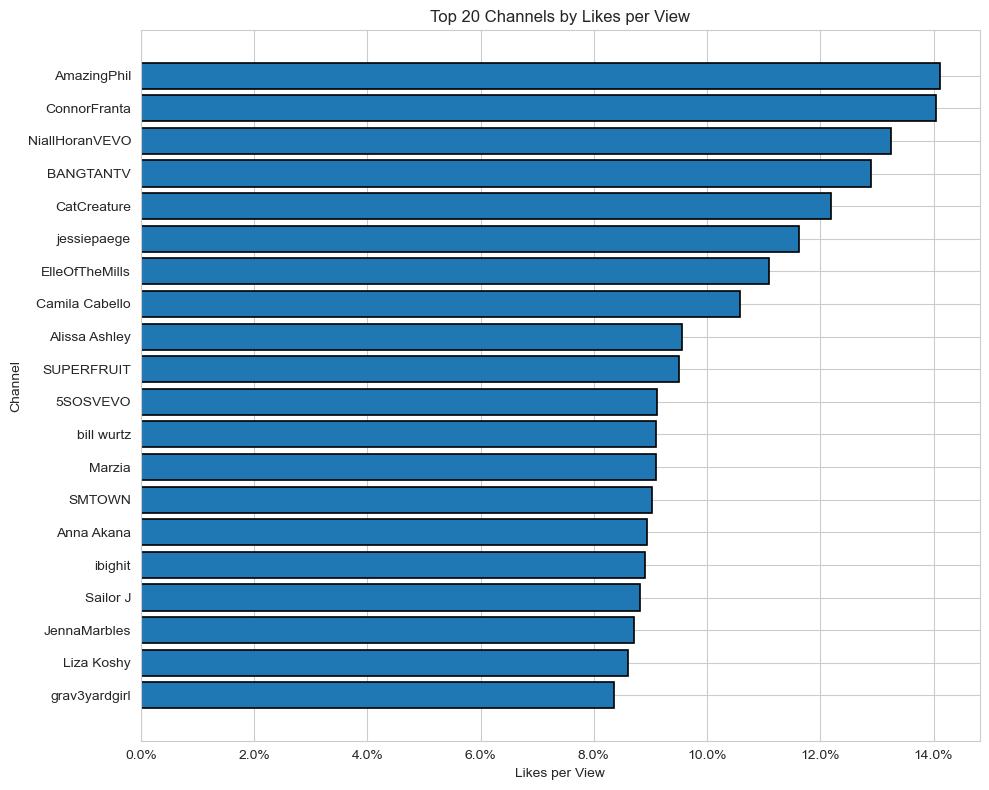 Top 20 Channels by Likes per View
AmazingPhil
ConnorFranta
NiallHoranVEVO
BANGTANTV
CatCreature
jessiepaege
ElleOfTheMills
Camila Cabello
Alissa Ashley
SUPERFRUIT
5SOSVEVO
bill wurtz
Marzia
SMTOWN
Anna Akana
ibighit
Sailor J
JennaMarbles
Liza Koshy
grav3yardgirl
Channel
0.0% 2.0% 4.0% 6.0% 8.0% 10.0% 12.0% 14.0%
Likes per View